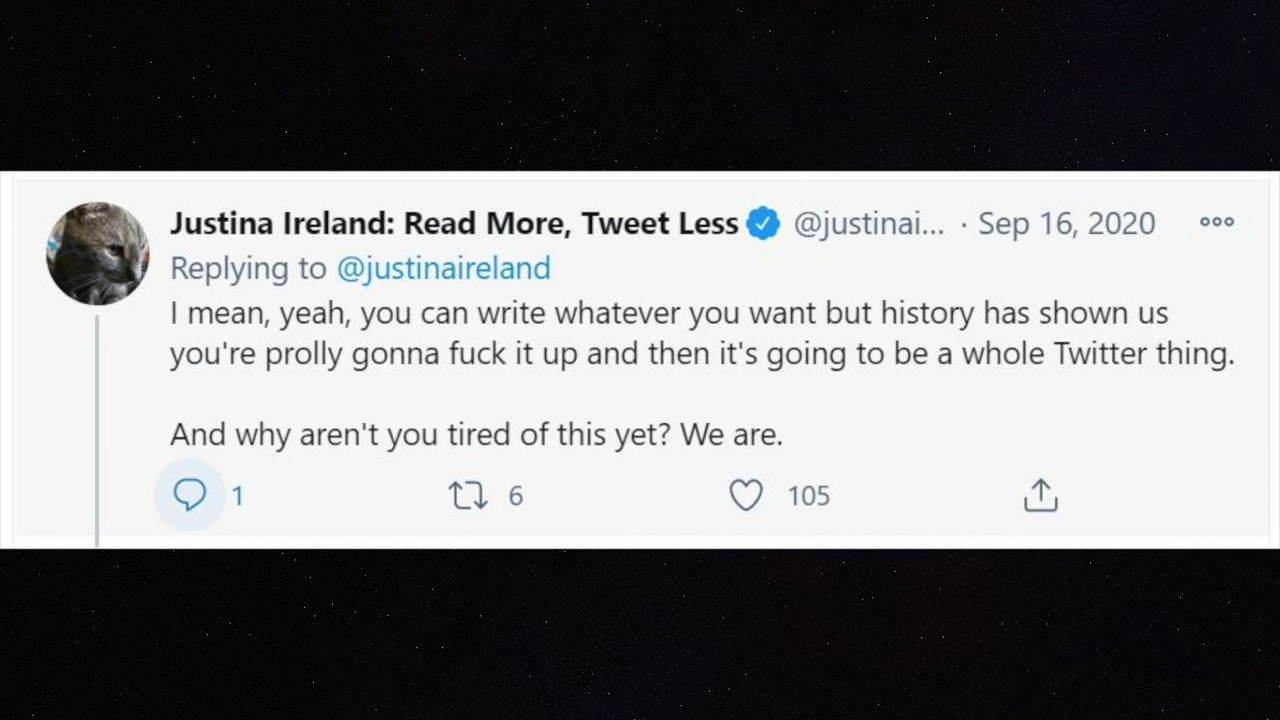 Justina Ireland: Read More, Tweet Less @justinai... · Sep 16, 2020
Replying to @justinaireland
I mean, yeah, you can write whatever you want but history has shown us
you're prolly gonna fuck it up and then it's going to be a whole Twitter thing.
And why aren't you tired of this yet? We are.
1 6 105